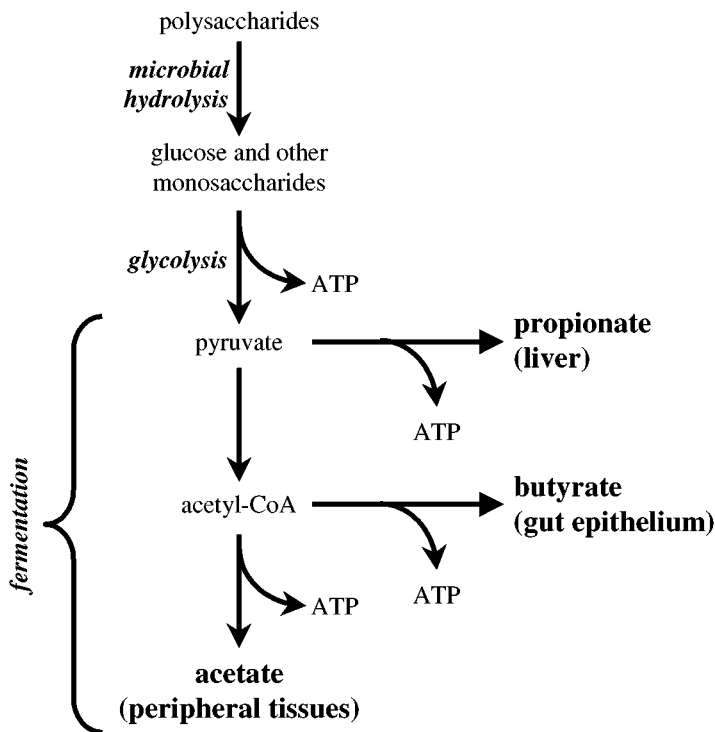 polysaccharides
microbial
hydrolysis
glucose and other
monosaccharides
glycolysis
ATP
pyruvate
propionate
(liver)
ATP
fermentation
acetyl-CoA
butyrate
(gut epithelium)
ATP
ATP
acetate
(peripheral tissues)